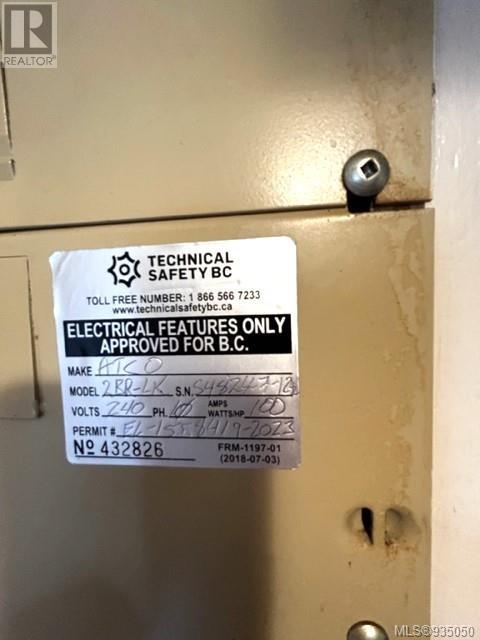 REALTOR®
TECHNICAL
SAFETY BC
TOLL FREE NUMBER: 1 866 566 7233
www.technicalsafetybc.ca
ELECTRICAL FEATURES ONLY
APPROVED FOR B.C.
MAKE ATCO
MODEL 2BR-LK S.N.
VOLTS 240 PH. AMPS WATTS/HP 100
PERMIT #
Nº 432826 FRM-1197-01
(2018-07-03)
MLS®935050